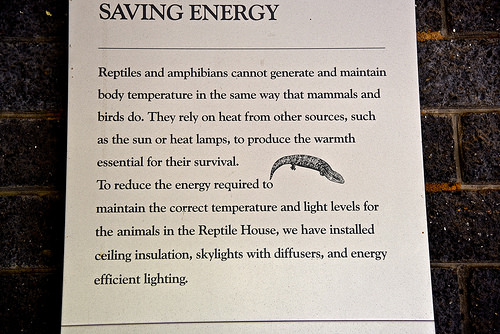 SAVING ENERGY
Reptiles and amphibians cannot generate and maintain
body temperature in the same way that mammals and
birds do. They rely on heat from other sources, such
as the sun or heat lamps, to produce the warmth
essential for their survival.
To reduce the energy required to
maintain the correct temperature and light levels for
the animals in the Reptile House, we have installed
ceiling insulation, skylights with diffusers, and energy
efficient lighting.